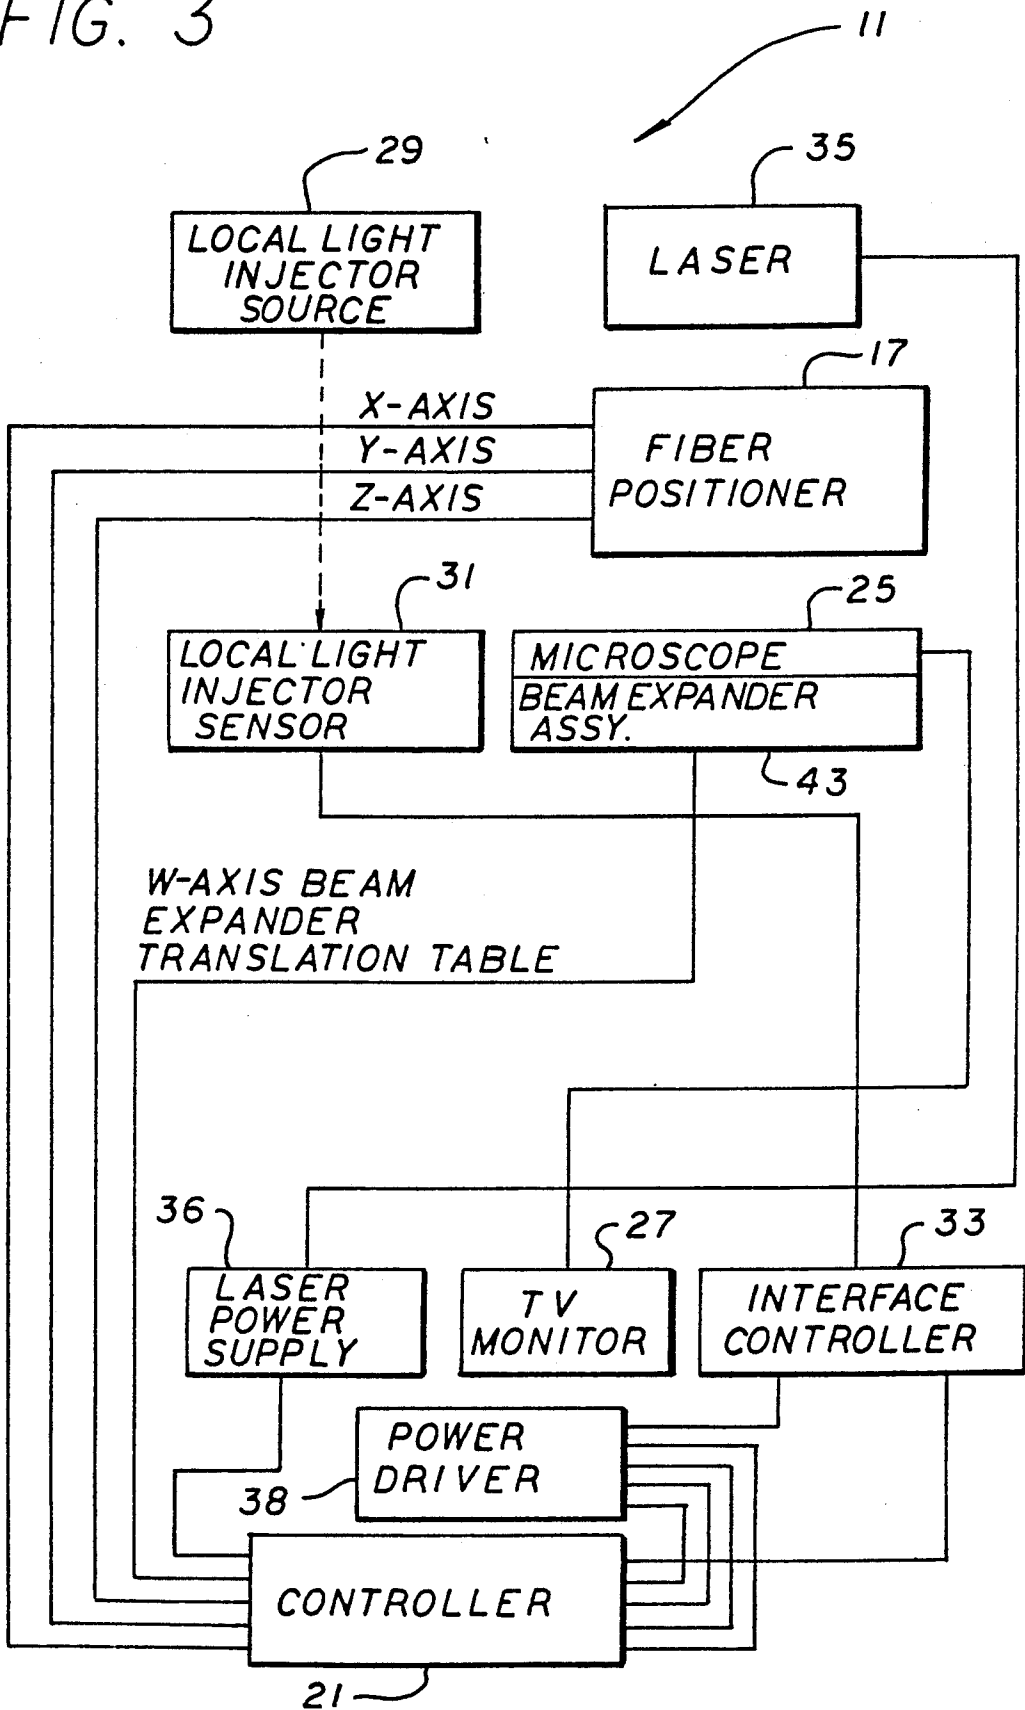 FIG. 3
11
29
35
LOCAL LIGHT
INJECTOR
SOURCE
LASER
17
X-AXIS
Y-AXIS
Z-AXIS
FIBER
POSITIONER
31
25
LOCAL LIGHT
INJECTOR
SENSOR
MICROSCOPE
BEAM EXPANDER
ASSY.
43
W-AXIS BEAM
EXPANDER
TRANSLATION TABLE
36
27
33
LASER
POWER
SUPPLY
TV
MONITOR
INTERFACE
CONTROLLER
POWER
DRIVER
38
CONTROLLER
21